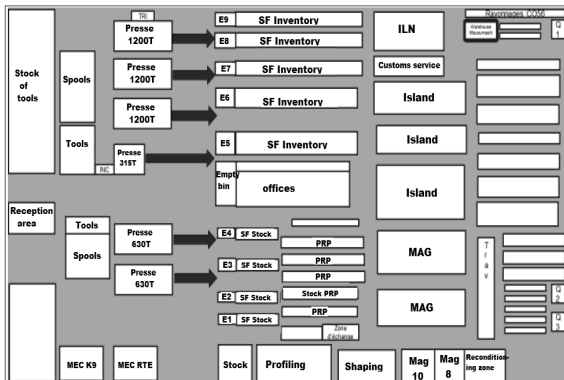 TRI
Presse
1200T
E9
SF Inventory
E8
SF Inventory
ILN
Rayonnages CO56
Warehouse
Q
1
Stock
of
tools
Spools
Presse
1200T
E7
SF Inventory
Customs service
Presse
1200T
E6
SF Inventory
Island
Tools
INC
Presse
315T
E5
SF Inventory
Island
Empty
bin
offices
Island
Reception
area
Tools
Spools
Presse
630T
E4
SF Stock
PRP
MAG
T
r
a
v
Presse
630T
E3
SF Stock
PRP
PRP
E2
SF Stock
Stock PRP
MAG
Q
2
E1
SF Stock
PRP
Q
3
Zone
d'échange
MEC K9
MEC RTE
Stock
Profiling
Shaping
Mag
10
Mag
8
Recondition-
ing zone